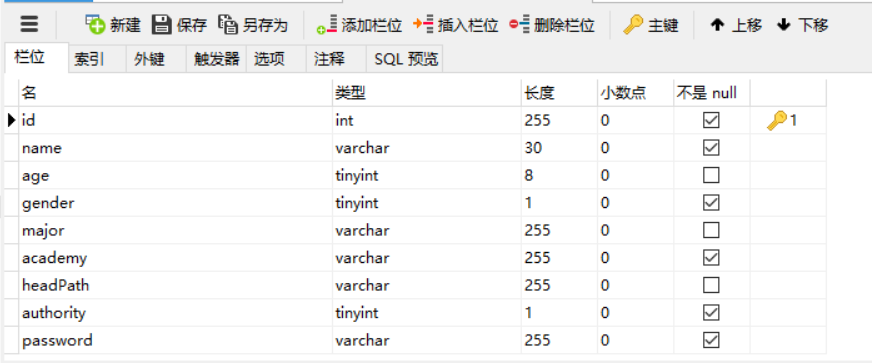 新建 保存 另存为 添加栏位 插入栏位 删除栏位 主键 上移 下移
栏位 索引 外键 触发器 选项 注释 SQL 预览
名 类型 长度 小数点 不是 null
id int 255 0 1
name varchar 30 0
age tinyint 8 0
gender tinyint 1 0
major varchar 255 0
academy varchar 255 0
headPath varchar 255 0
authority tinyint 1 0
password varchar 255 0